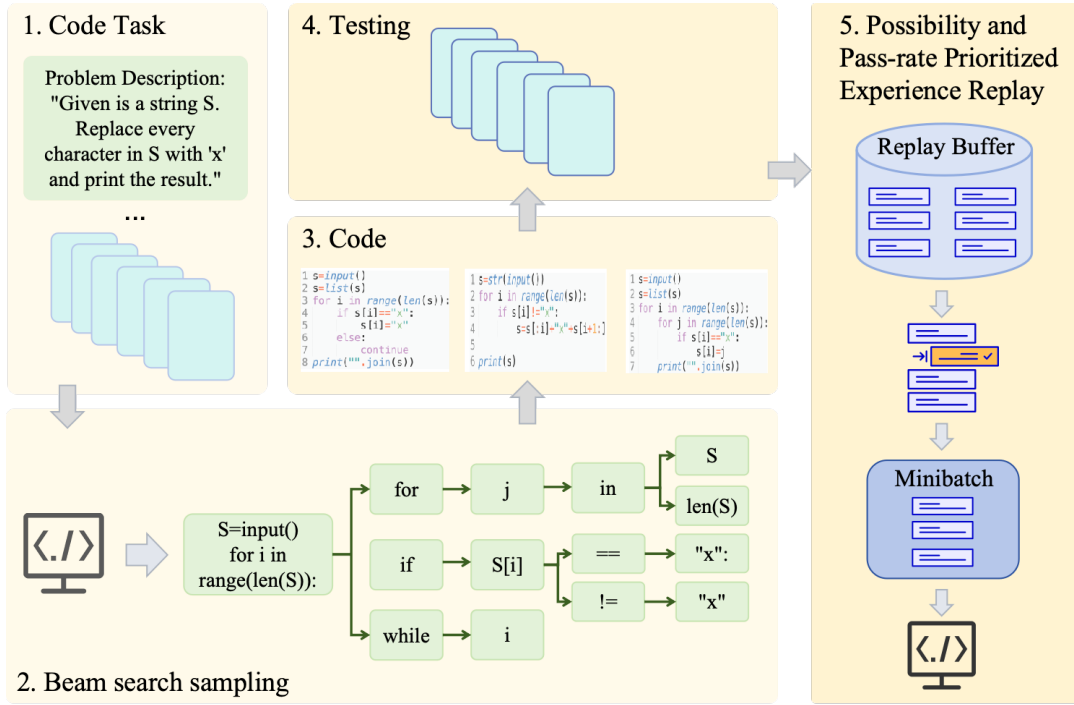 1. Code Task
Problem Description:
"Given is a string S.
Replace every
character in S with 'x'
and print the result."
...
2. Beam search sampling
<./>
S=input()
for i in
range(len(S)):
for
j
in
S
len(S)
if
S[i]
==
"x":
!=
"x"
while
i
3. Code
1 s=input()
2 s=list(s)
3 for i in range(len(s)):
4 if s[i]=="x":
5 s[i]="x"
6 else:
7 continue
8 print("".join(s))
1 s=str(input())
2 for i in range(len(s)):
3 if s[i]!="x":
4 s=s[:i]+"x"+s[i+1:]
5
6 print(s)
1 s=input()
2 s=list(s)
3 for i in range(len(s)):
4 for j in range(len(s)):
5 if s[i]=="x":
6 s[i]=j
7 print("".join(s))
4. Testing
5. Possibility and
Pass-rate Prioritized
Experience Replay
Replay Buffer
Minibatch
<./>